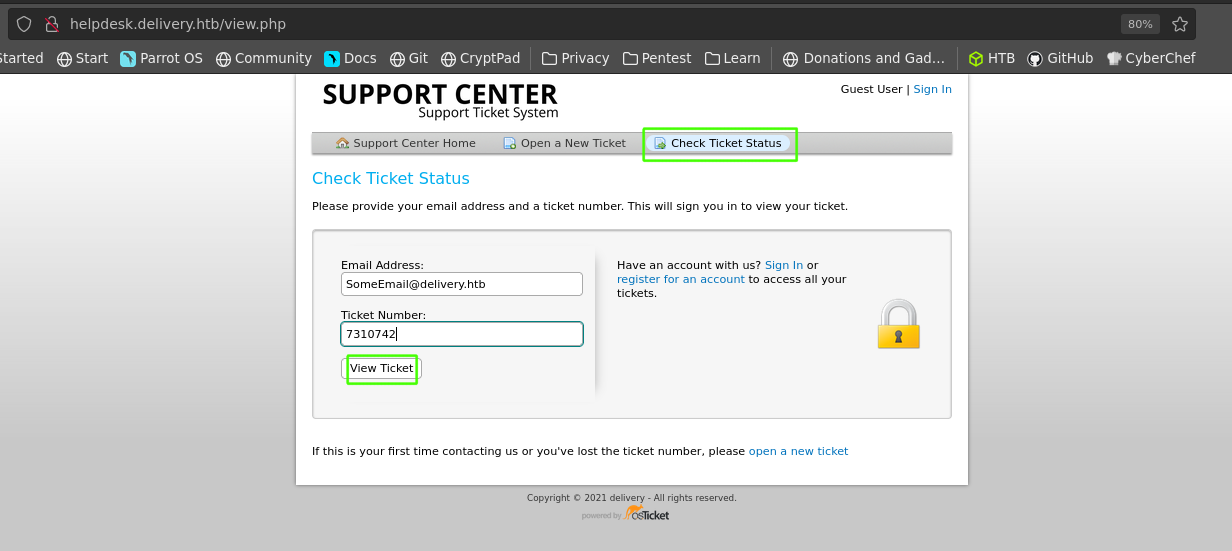 helpdesk.delivery.htb/view.php 80%
Started Start Parrot OS Community Docs Git CryptPad Privacy Pentest Learn Donations and Gad... HTB GitHub CyberChef
SUPPORT CENTER
Support Ticket System
Guest User | Sign In
Support Center Home Open a New Ticket Check Ticket Status
Check Ticket Status
Please provide your email address and a ticket number. This will sign you in to view your ticket.
Email Address:
SomeEmail@delivery.htb
Ticket Number:
7310742
View Ticket
Have an account with us? Sign In or
register for an account to access all your
tickets.
If this is your first time contacting us or you've lost the ticket number, please open a new ticket
Copyright © 2021 delivery - All rights reserved.
powered by osTicket